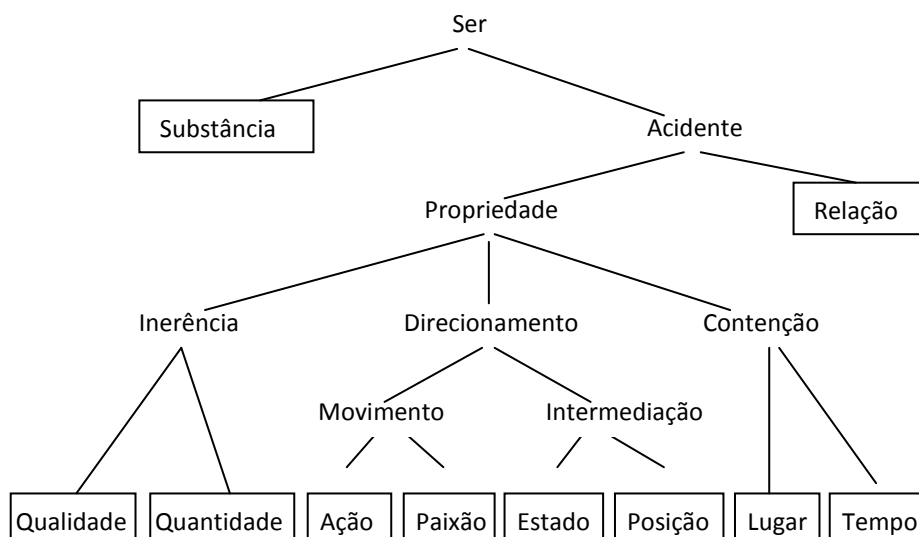 Ser
Substância
Acidente
Propriedade
Relação
Inerência Direcionamento Contenção
Movimento Intermediação
Qualidade Quantidade Ação Paixão Estado Posição Lugar Tempo